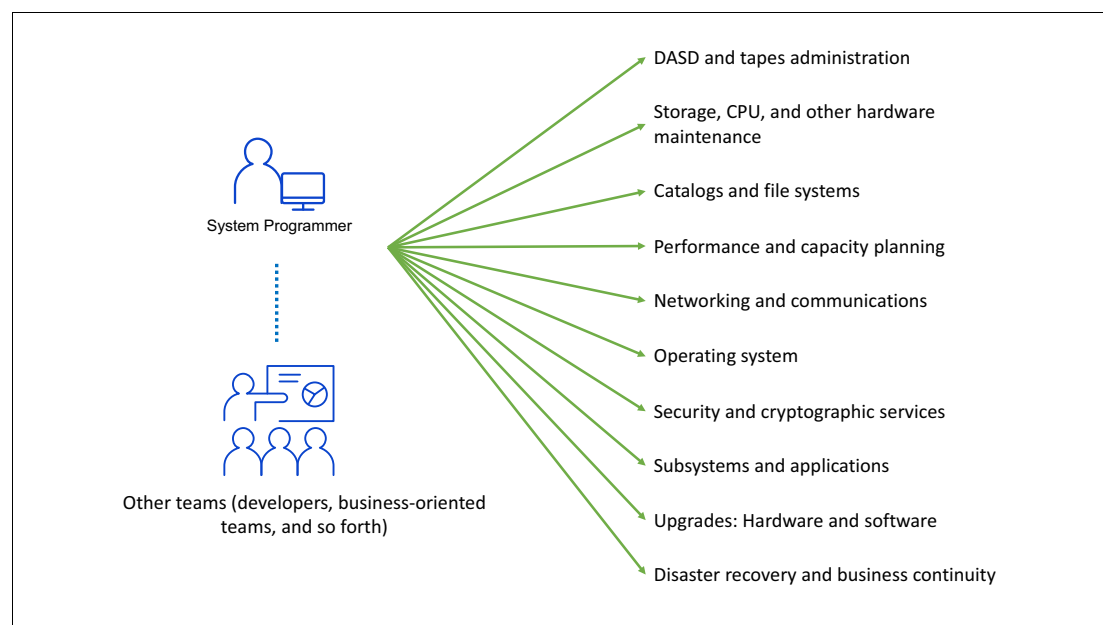 System Programmer
Other teams (developers, business-oriented
teams, and so forth)
DASD and tapes administration
Storage, CPU, and other hardware
maintenance
Catalogs and file systems
Performance and capacity planning
Networking and communications
Operating system
Security and cryptographic services
Subsystems and applications
Upgrades: Hardware and software
Disaster recovery and business continuity